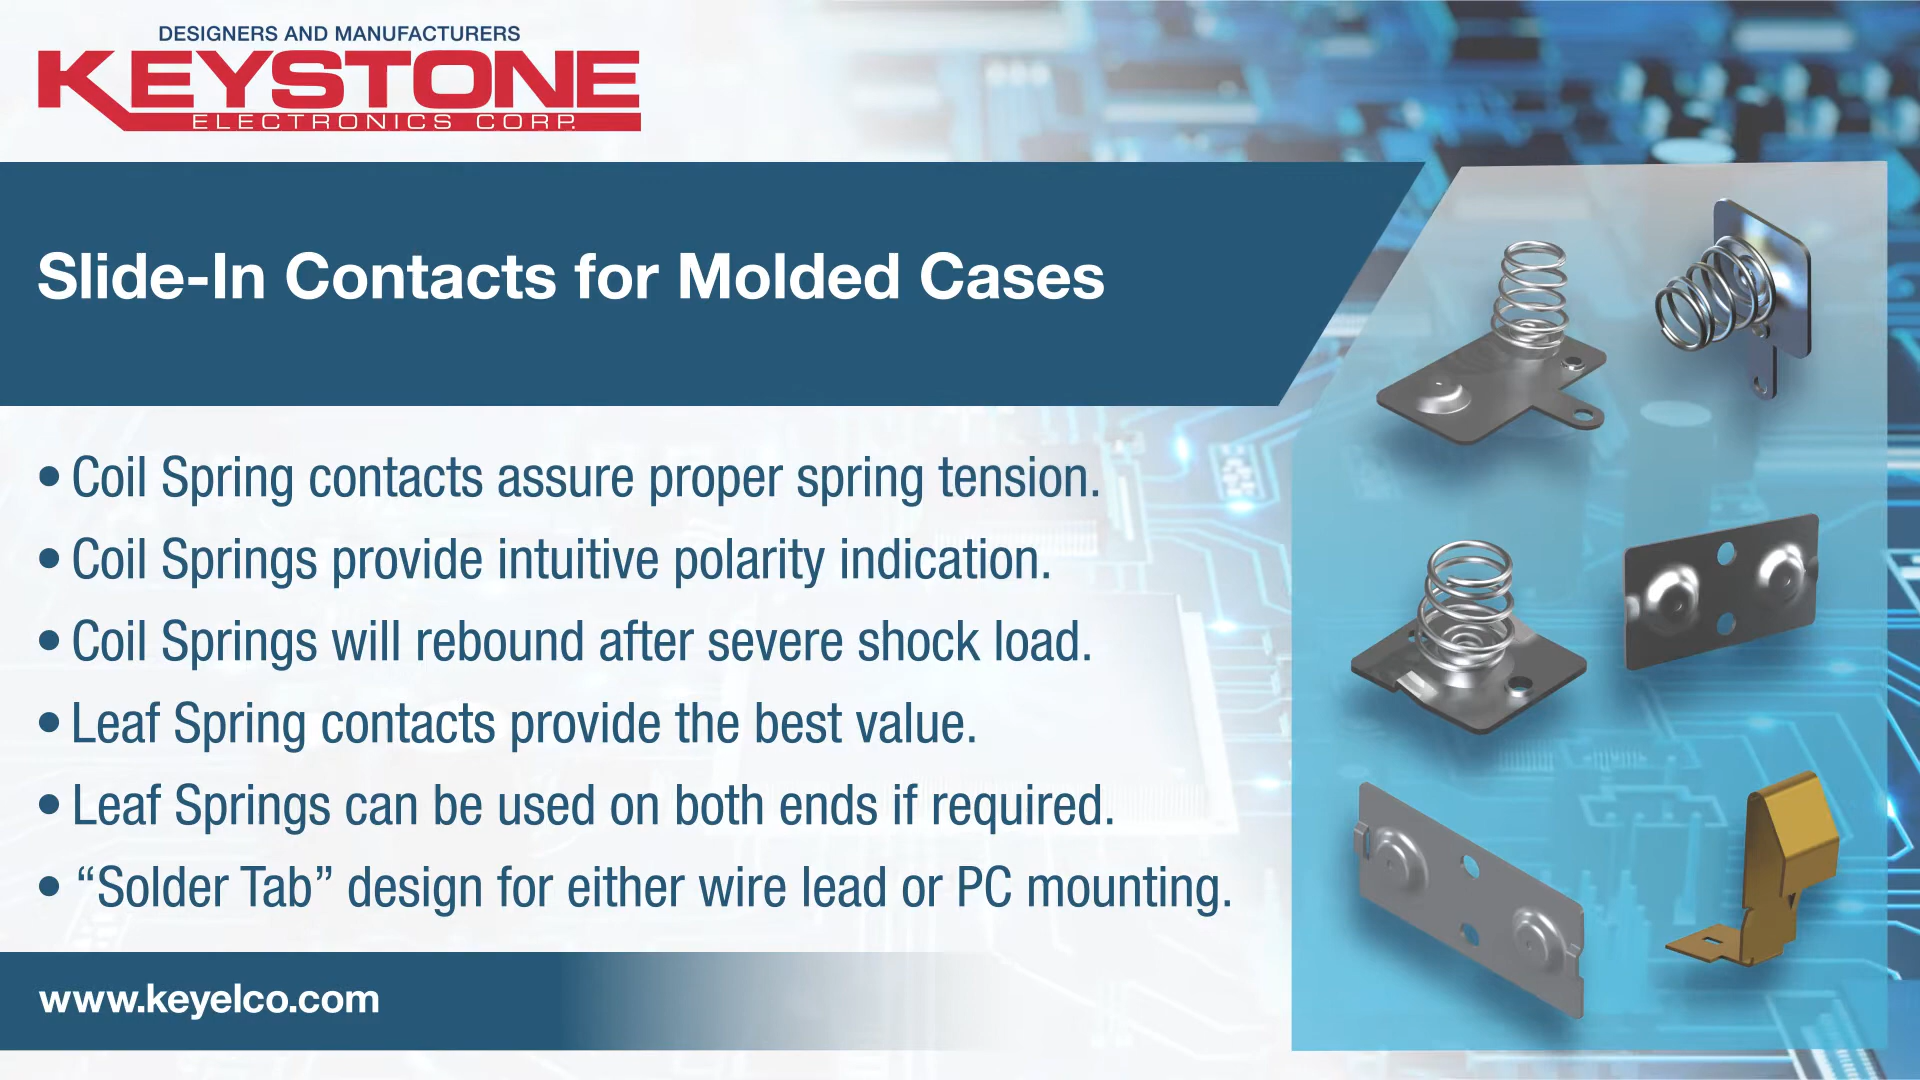 DESIGNERS AND MANUFACTURERS
KEYSTONE
ELECTRONICS CORP.
Slide-In Contacts for Molded Cases
• Coil Spring contacts assure proper spring tension.
• Coil Springs provide intuitive polarity indication.
• Coil Springs will rebound after severe shock load.
• Leaf Spring contacts provide the best value.
• Leaf Springs can be used on both ends if required.
• “Solder Tab” design for either wire lead or PC mounting.
www.keyelco.com